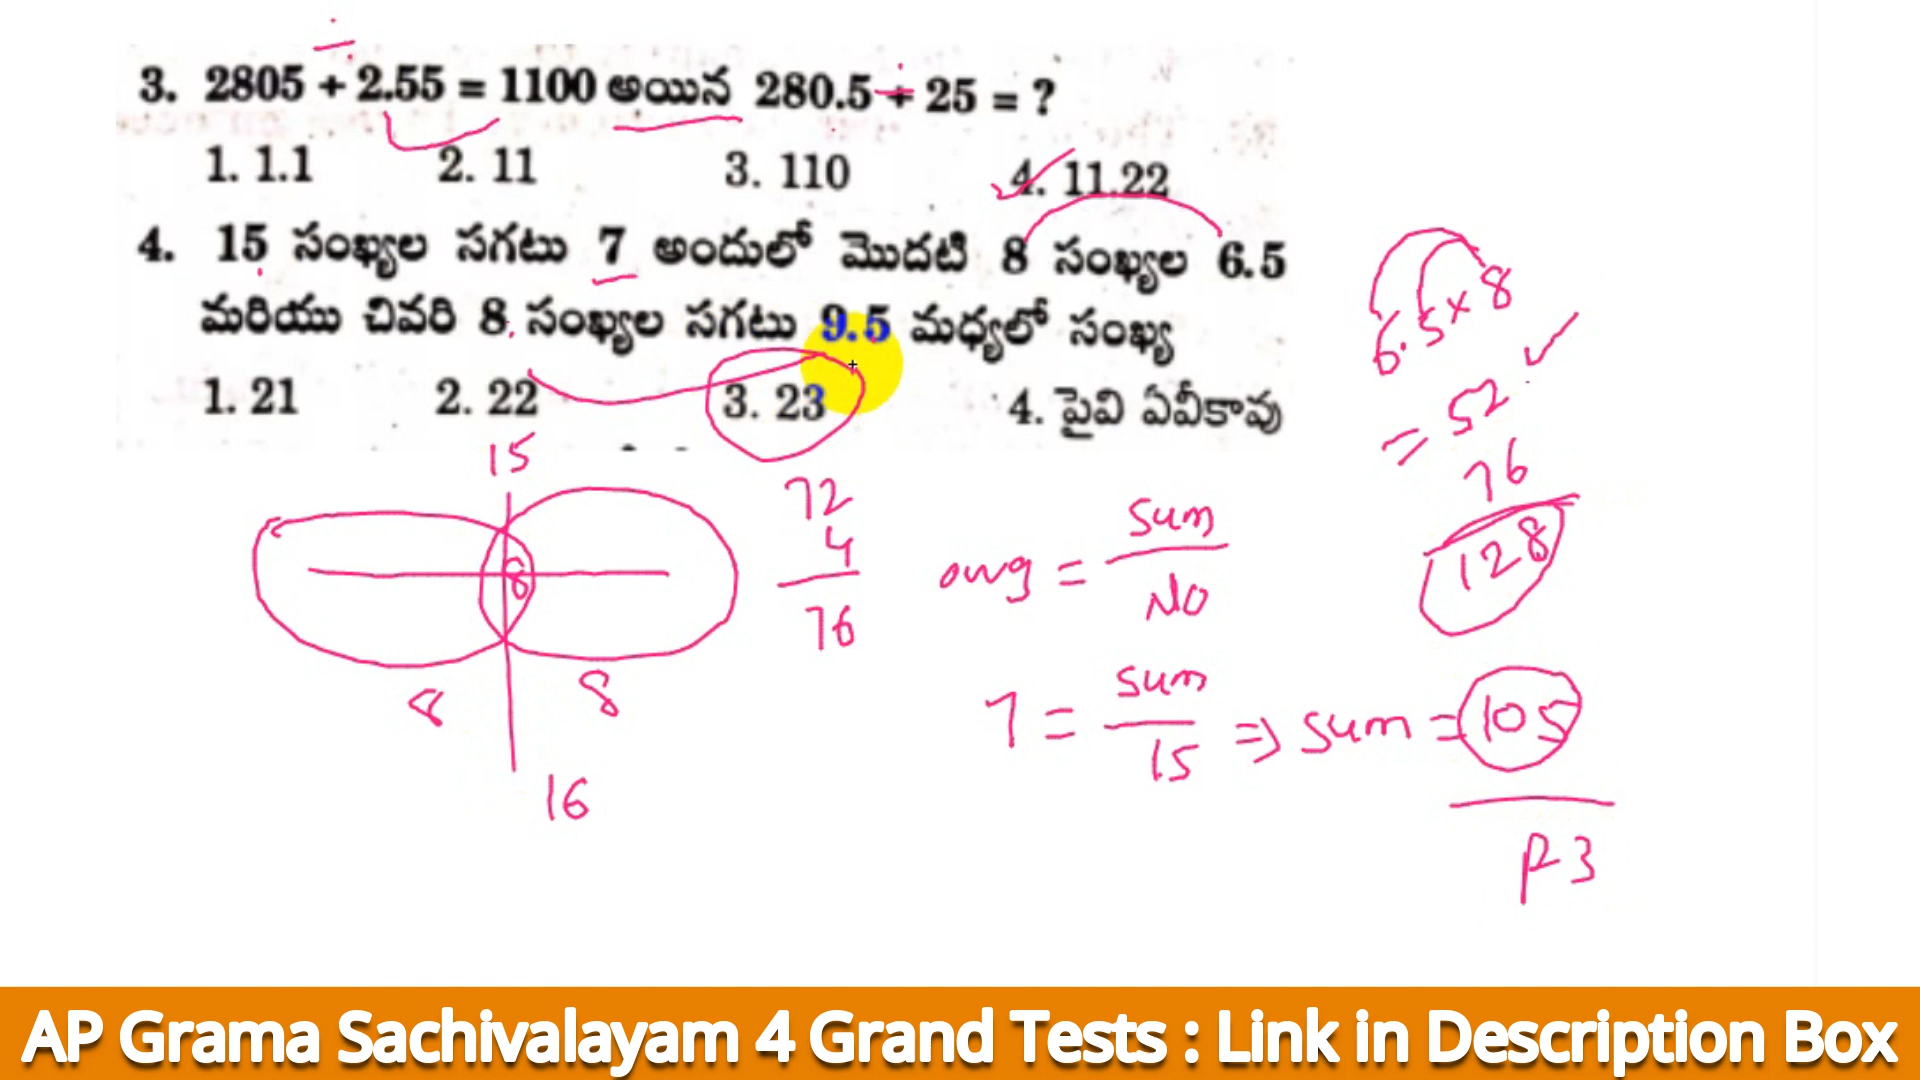 3. 2805 + 2.55 = 1100 అయిన 280.5 ÷ 25 = ?
1. 1.1 2. 11 3. 110 4. 11.22
4. 15 సంఖ్యల సగటు 7 అందులో మొదటి 8 సంఖ్యల 6.5
మరియు చివరి 8 సంఖ్యల సగటు 9.5 మధ్యలో సంఖ్య
1. 21 2. 22 3. 23 4. పైవి ఏవీకావు
6.5 × 8
= 52
76
128
15
8
8 8
16
72
4
76
avg = sum / No
7 = sum / 15 ⇒ sum = 105
23
AP Grama Sachivalayam 4 Grand Tests : Link in Description Box